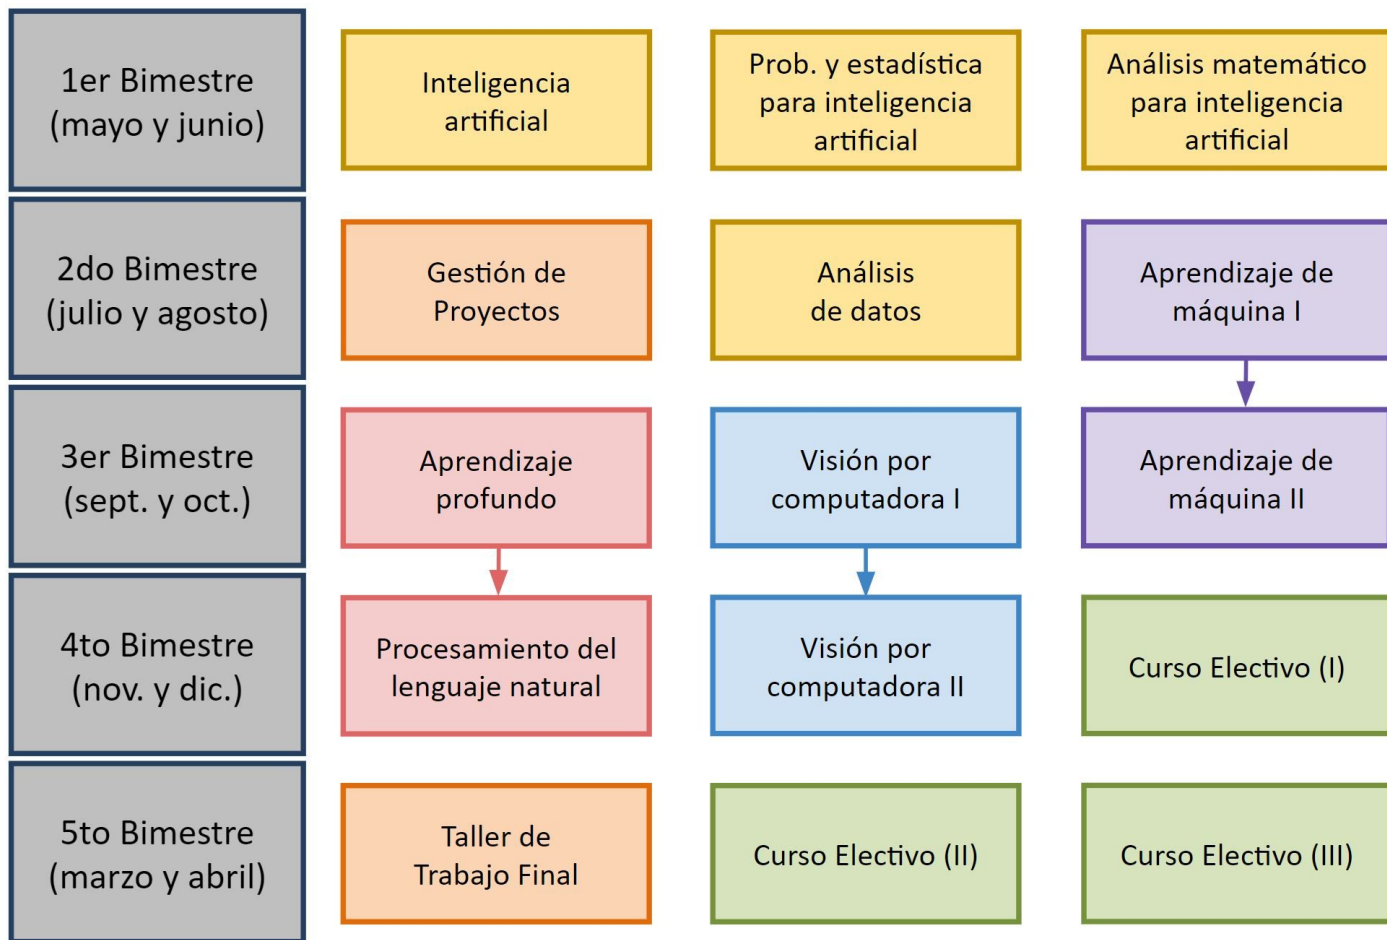 1er Bimestre
(mayo y junio)
Inteligencia
artificial
Prob. y estadística
para inteligencia
artificial
Análisis matemático
para inteligencia
artificial
2do Bimestre
(julio y agosto)
Gestión de
Proyectos
Análisis
de datos
Aprendizaje de
máquina I
3er Bimestre
(sept. y oct.)
Aprendizaje
profundo
Visión por
computadora I
Aprendizaje de
máquina II
4to Bimestre
(nov. y dic.)
Procesamiento del
lenguaje natural
Visión por
computadora II
Curso Electivo (I)
5to Bimestre
(marzo y abril)
Taller de
Trabajo Final
Curso Electivo (II)
Curso Electivo (III)